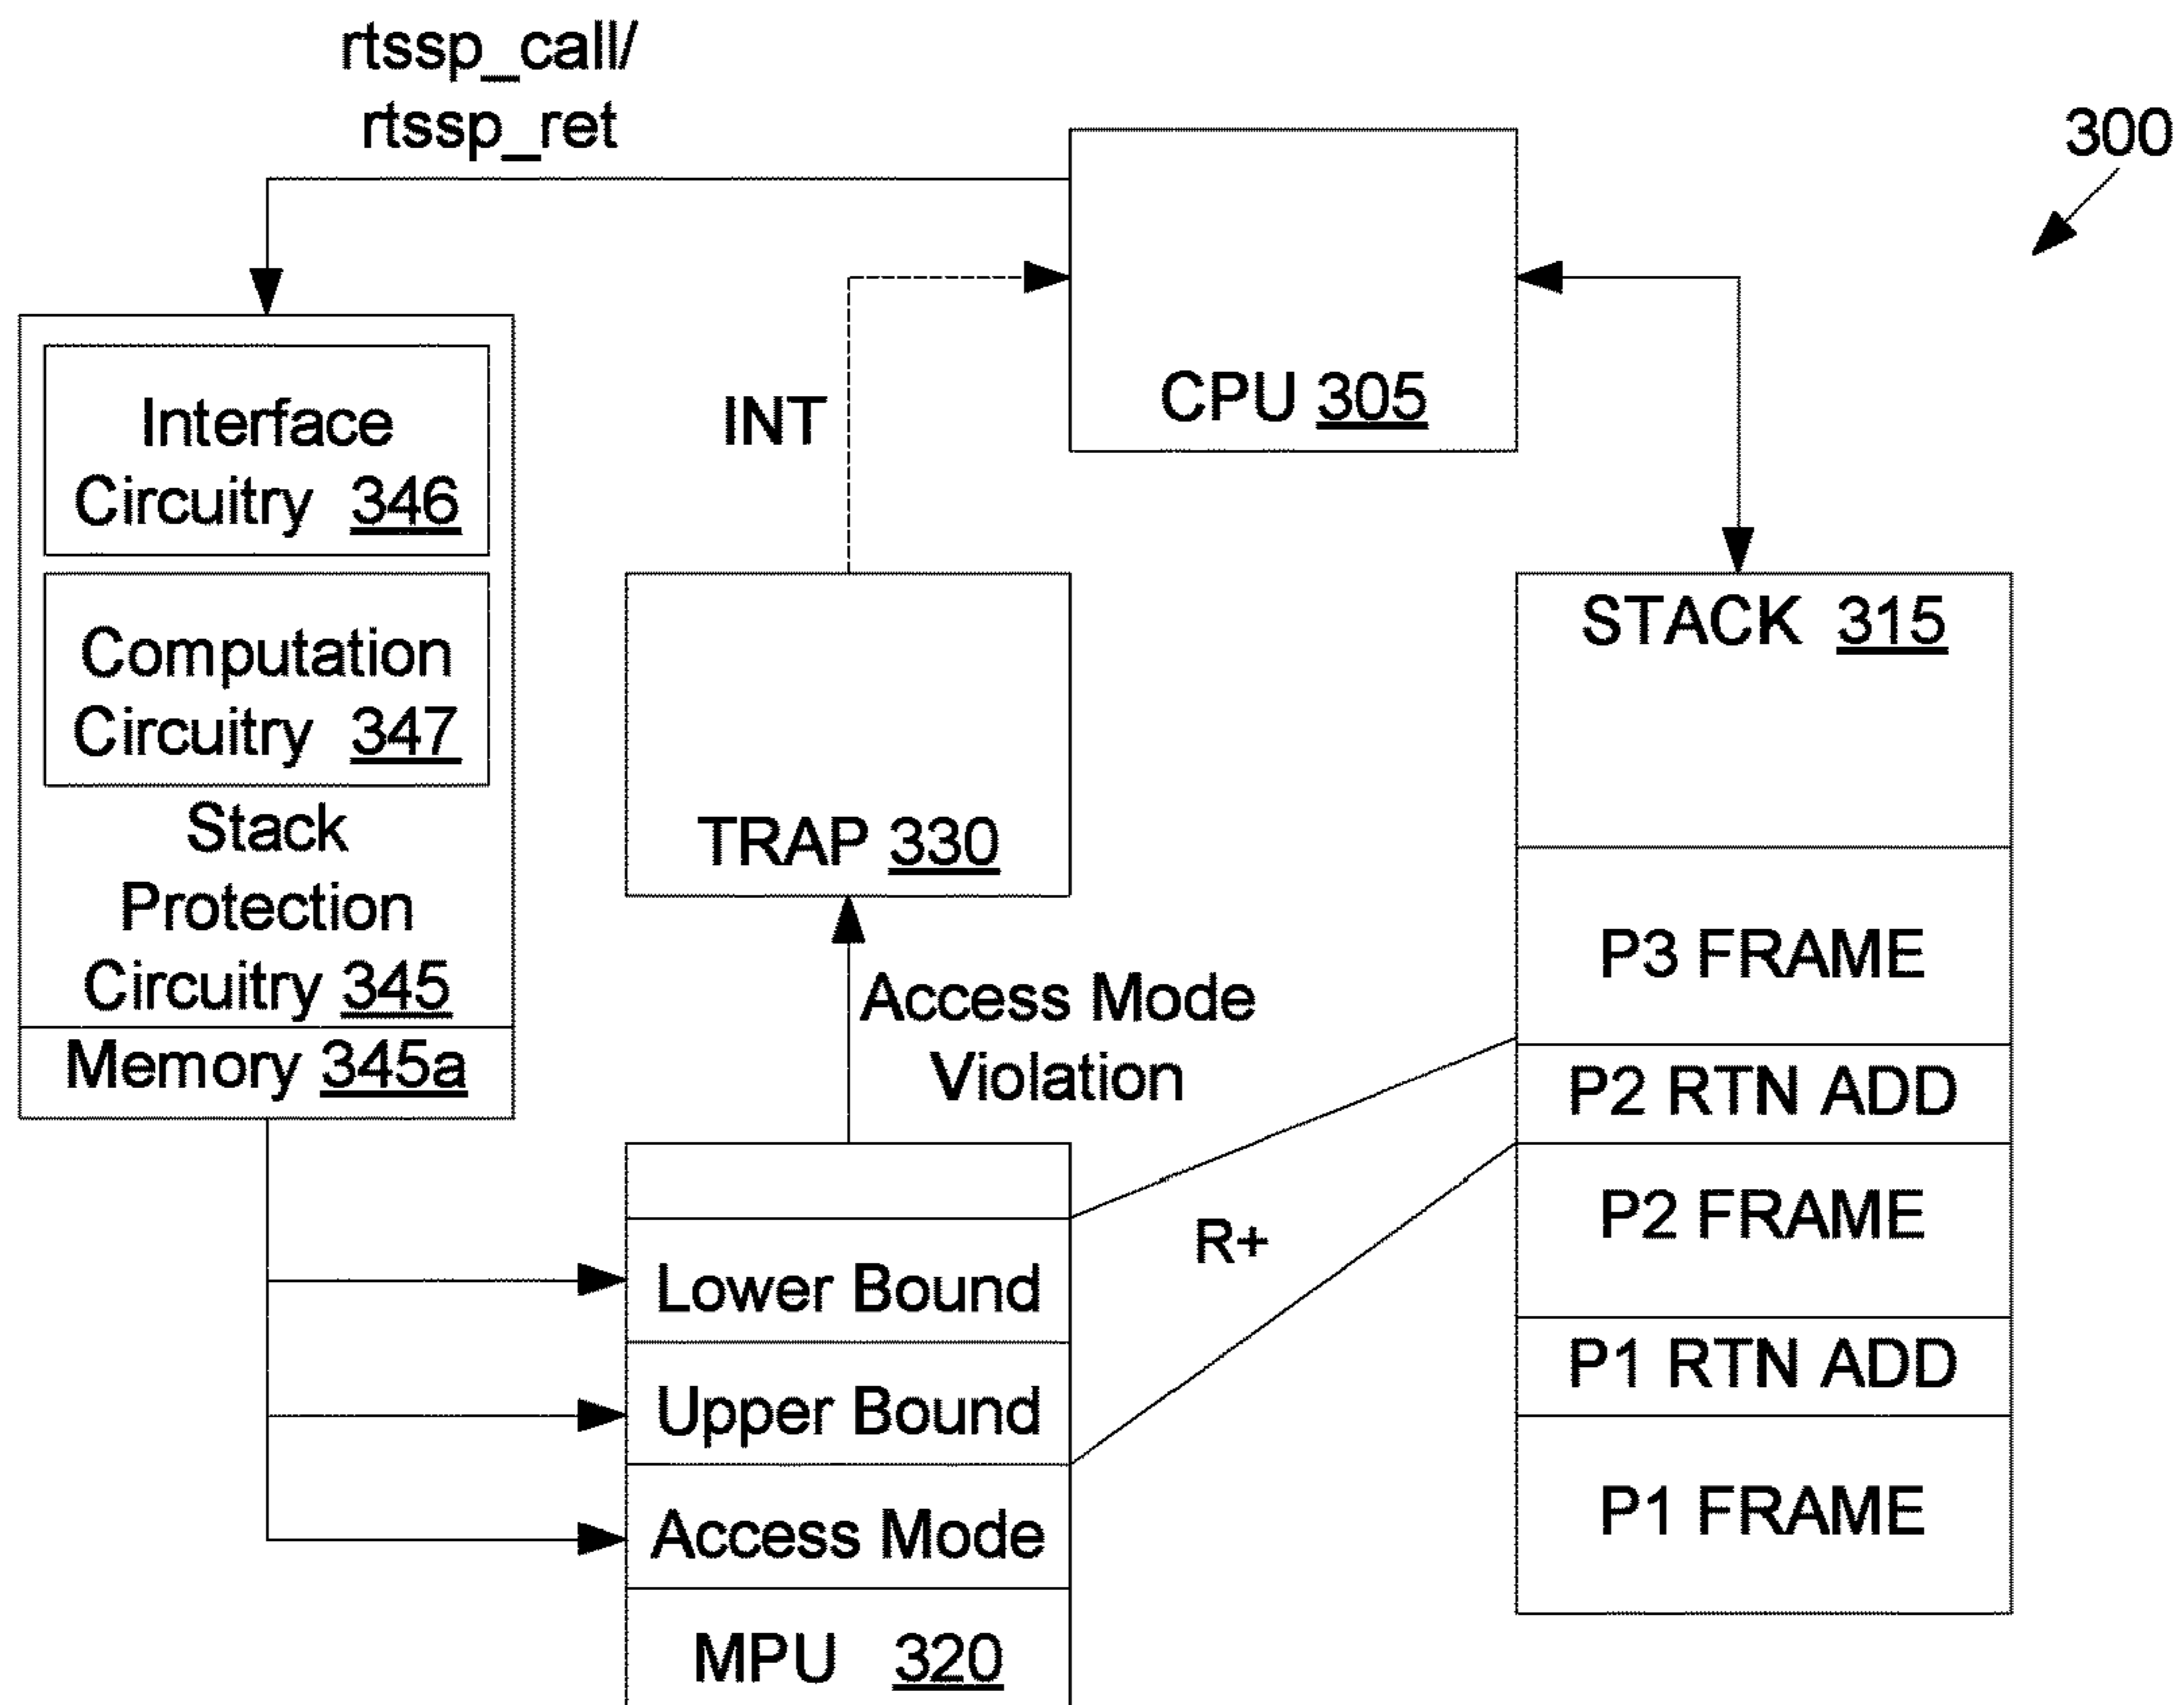 rtssp_call/
rtssp_ret
300
CPU 305
Interface
Circuitry 346
INT
Computation
Circuitry 347
Stack
Protection
Circuitry 345
Memory 345a
TRAP 330
Access Mode
Violation
STACK 315
P3 FRAME
P2 RTN ADD
P2 FRAME
P1 RTN ADD
P1 FRAME
R+
Lower Bound
Upper Bound
Access Mode
MPU 320